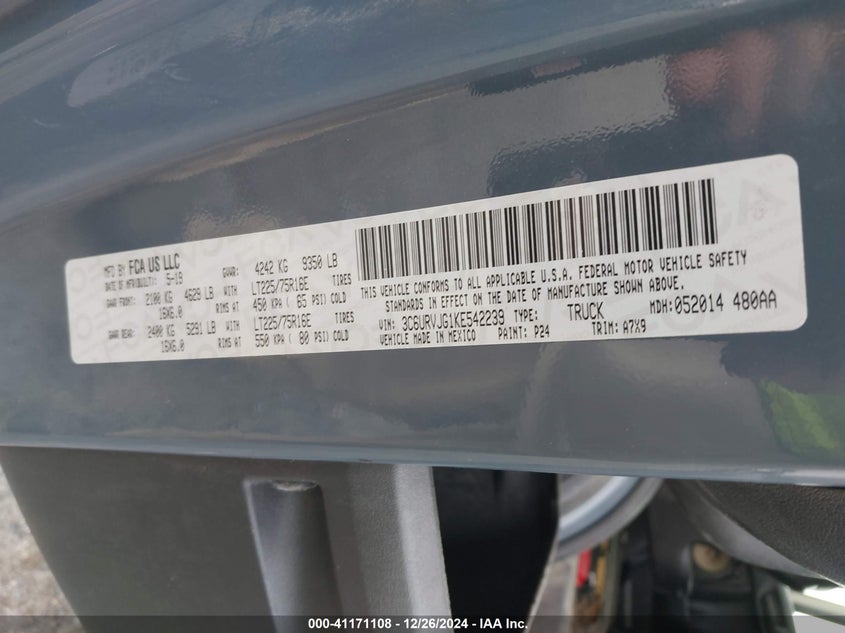 MFD BY FCA US LLC
DATE OF MFR(BUILT): 5-19
GVWR: 4242 KG 9350 LB
GAWR FRONT: 2100 KG 4629 LB WITH LT225/75R16E TIRES
16X6.0 RIMS AT 450 KPA ( 65 PSI) COLD
GAWR REAR: 2400 KG 5291 LB WITH LT225/75R16E TIRES
16X6.0 RIMS AT 550 KPA ( 80 PSI) COLD
THIS VEHICLE CONFORMS TO ALL APPLICABLE U.S.A. FEDERAL MOTOR VEHICLE SAFETY
STANDARDS IN EFFECT ON THE DATE OF MANUFACTURE SHOWN ABOVE.
VIN: 3C6URVJG1KE542239 TYPE: TRUCK MDH: 052014 480AA
VEHICLE MADE IN MEXICO PAINT: P24 TRIM: A7X9
000-41171108 - 12/26/2024 - IAA Inc.